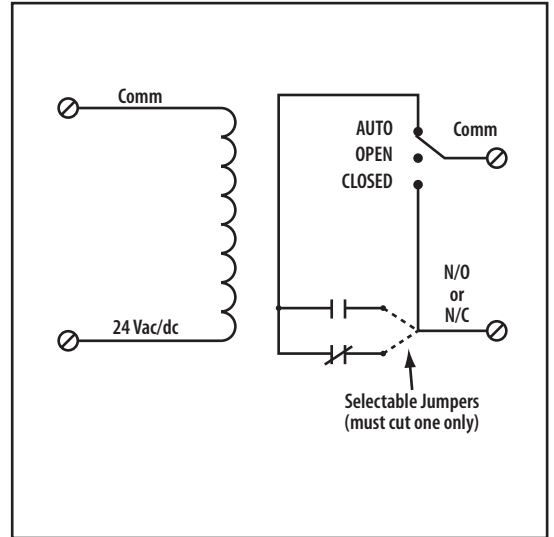 Comm
24 Vac/dc
AUTO
OPEN
CLOSED
Comm
N/O
or
N/C
Selectable Jumpers
(must cut one only)